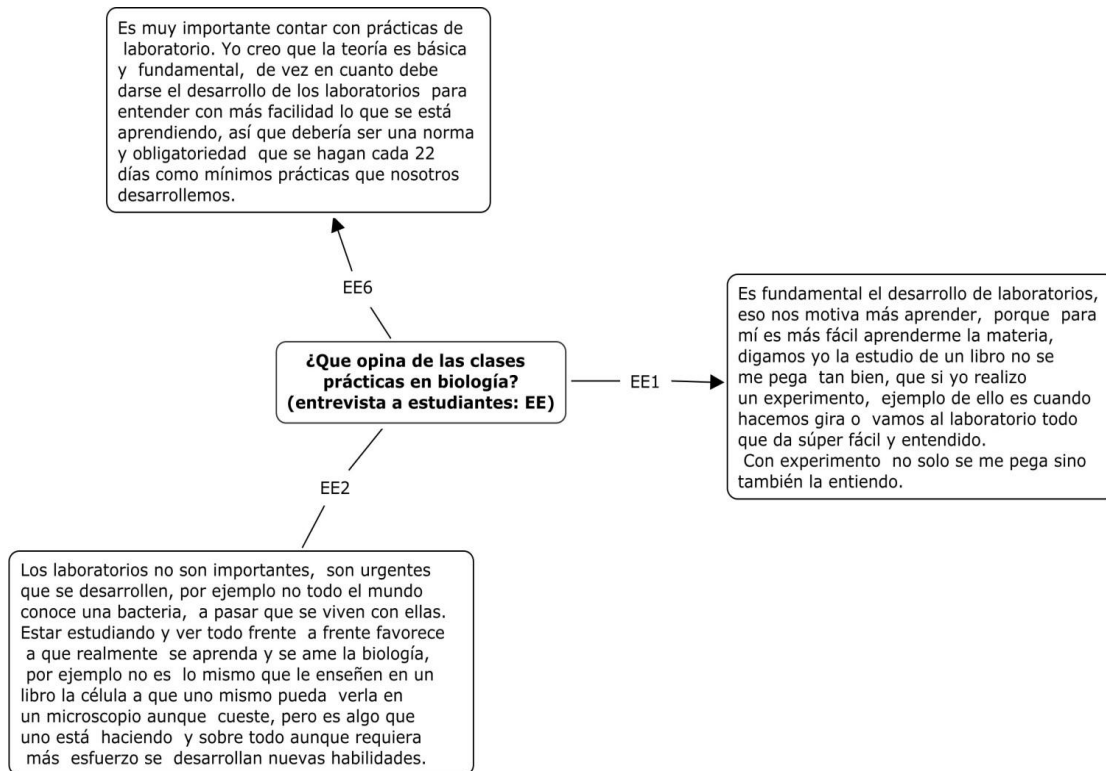 Es muy importante contar con prácticas de
laboratorio. Yo creo que la teoría es básica
y fundamental, de vez en cuanto debe
darse el desarrollo de los laboratorios para
entender con más facilidad lo que se está
aprendiendo, así que debería ser una norma
y obligatoriedad que se hagan cada 22
días como mínimos prácticas que nosotros
desarrollemos.
EE6
¿Que opina de las clases
prácticas en biología?
(entrevista a estudiantes: EE)
EE1
Es fundamental el desarrollo de laboratorios,
eso nos motiva más aprender, porque para
mí es más fácil aprenderme la materia,
digamos yo la estudio de un libro no se
me pega tan bien, que si yo realizo
un experimento, ejemplo de ello es cuando
hacemos gira o vamos al laboratorio todo
que da súper fácil y entendido.
Con experimento no solo se me pega sino
también la entiendo.
EE2
Los laboratorios no son importantes, son urgentes
que se desarrollen, por ejemplo no todo el mundo
conoce una bacteria, a pasar que se viven con ellas.
Estar estudiando y ver todo frente a frente favorece
a que realmente se aprenda y se ame la biología,
por ejemplo no es lo mismo que le enseñen en un
libro la célula a que uno mismo pueda verla en
un microscopio aunque cueste, pero es algo que
uno está haciendo y sobre todo aunque requiera
más esfuerzo se desarrollan nuevas habilidades.